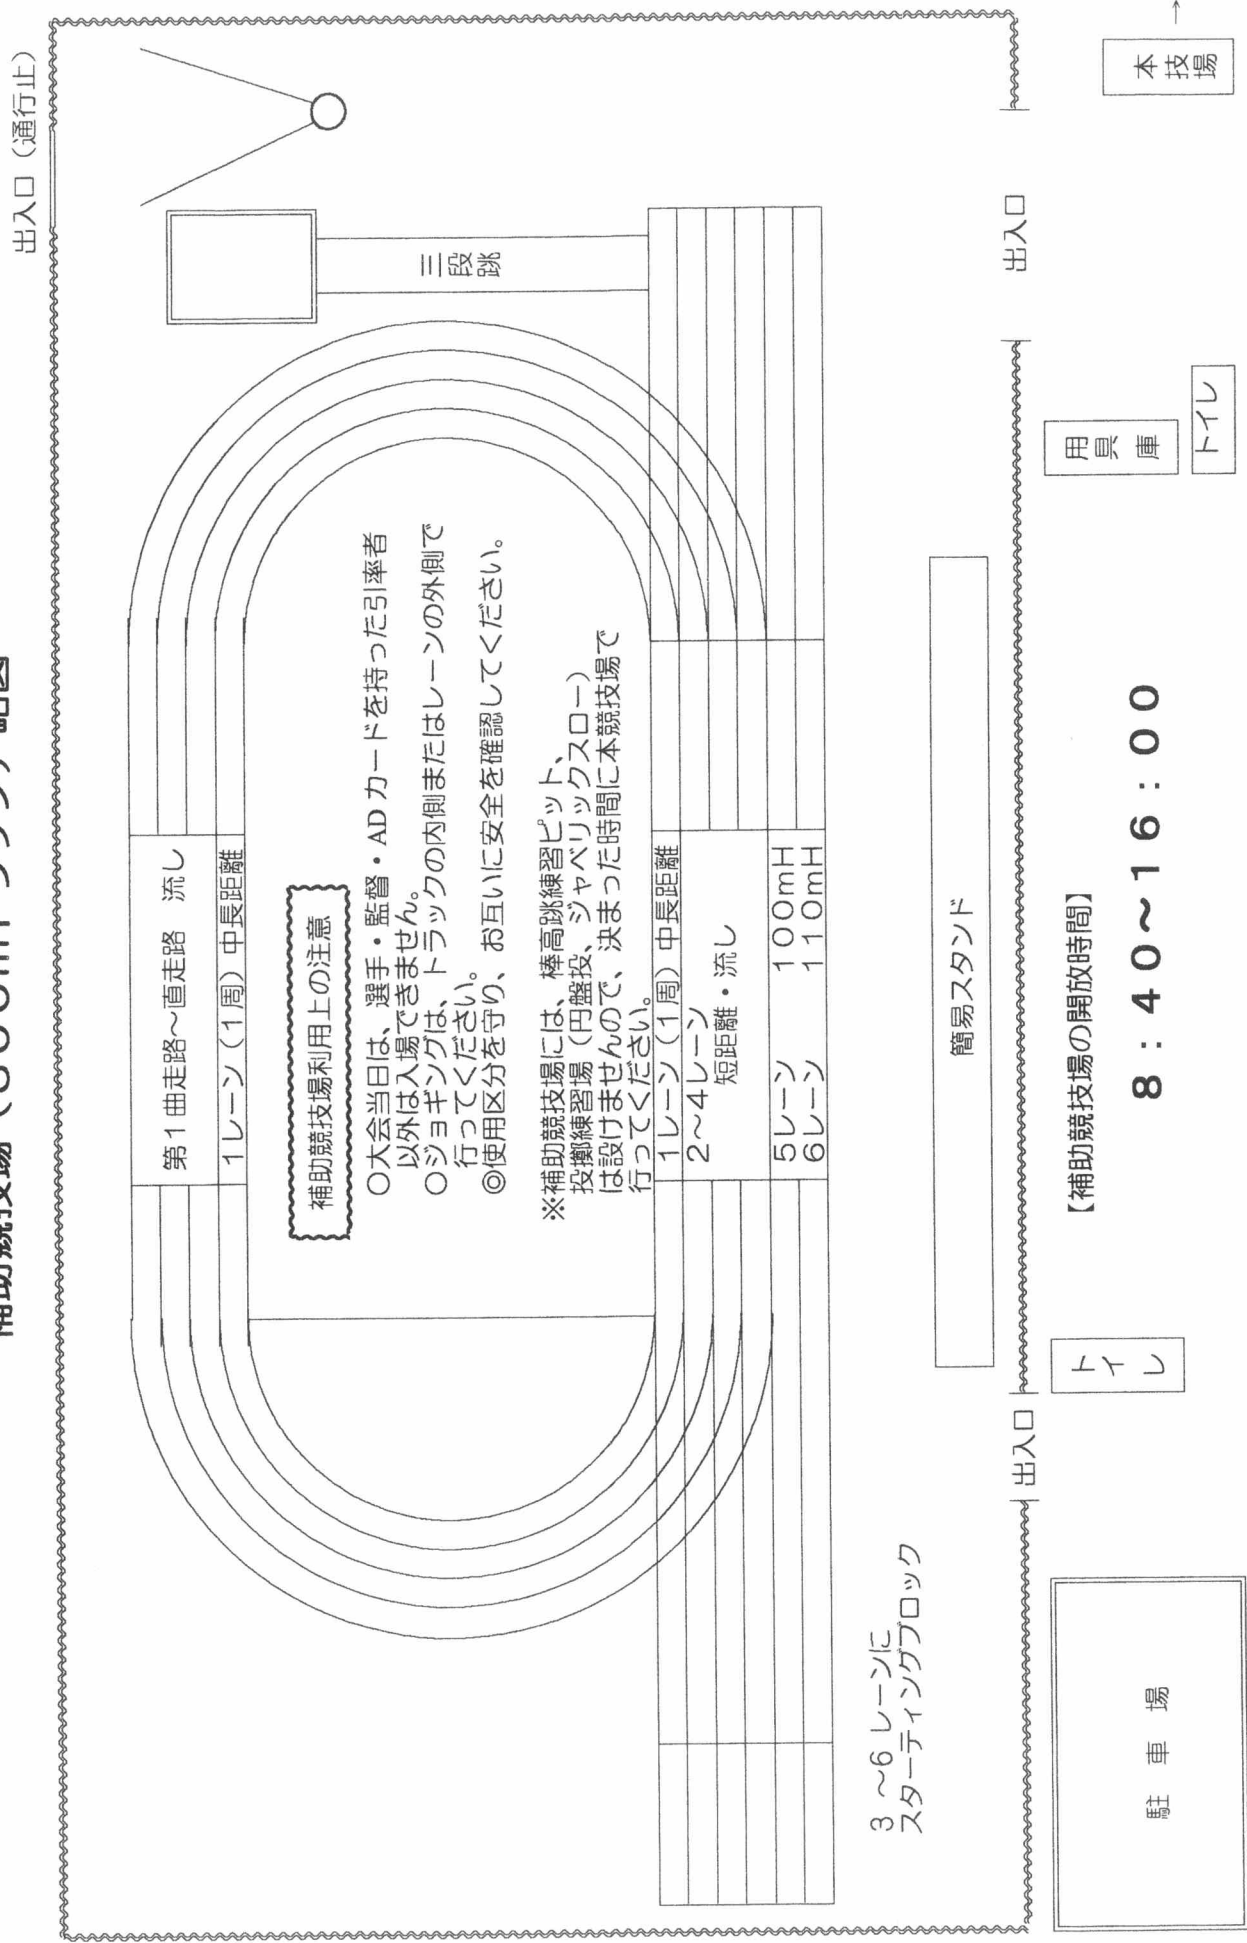 補助競技場（300mトラック）略図
出入口（通行止）
第1曲走路～直走路　流し
1レーン（1周）中長距離
三段跳
補助競技場利用上の注意
○大会当日は、選手・監督・ADカードを持った引率者
以外は入場できません。
○ジョギングは、トラックの内側またはレーンの外側で
行ってください。
◎使用区分を守り、お互いに安全を確認してください。
※補助競技場には、棒高跳練習ピット、
投擲練習場（円盤投、ジャベリックスロー）
は設けませんので、決まった時間に本競技場で
行ってください。
1レーン（1周）中長距離
2～4レーン
短距離・流し
5レーン　100mH
6レーン　110mH
3～6レーンに
スターティングブロック
簡易スタンド
出入口
出入口
駐車場
トイレ
【補助競技場の開放時間】
8：40～16：00
用具庫
トイレ
本技場
→